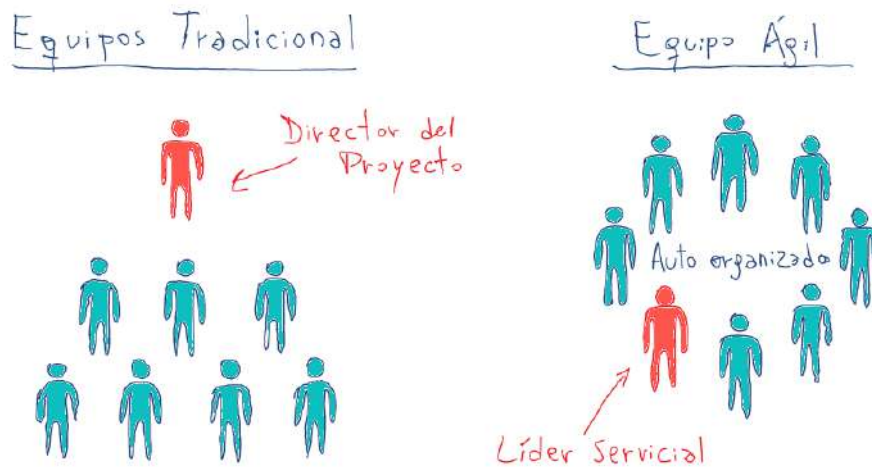 Equipos Tradicional
Equipo Ágil
Director del
Proyecto
Auto organizado
Líder Servicial